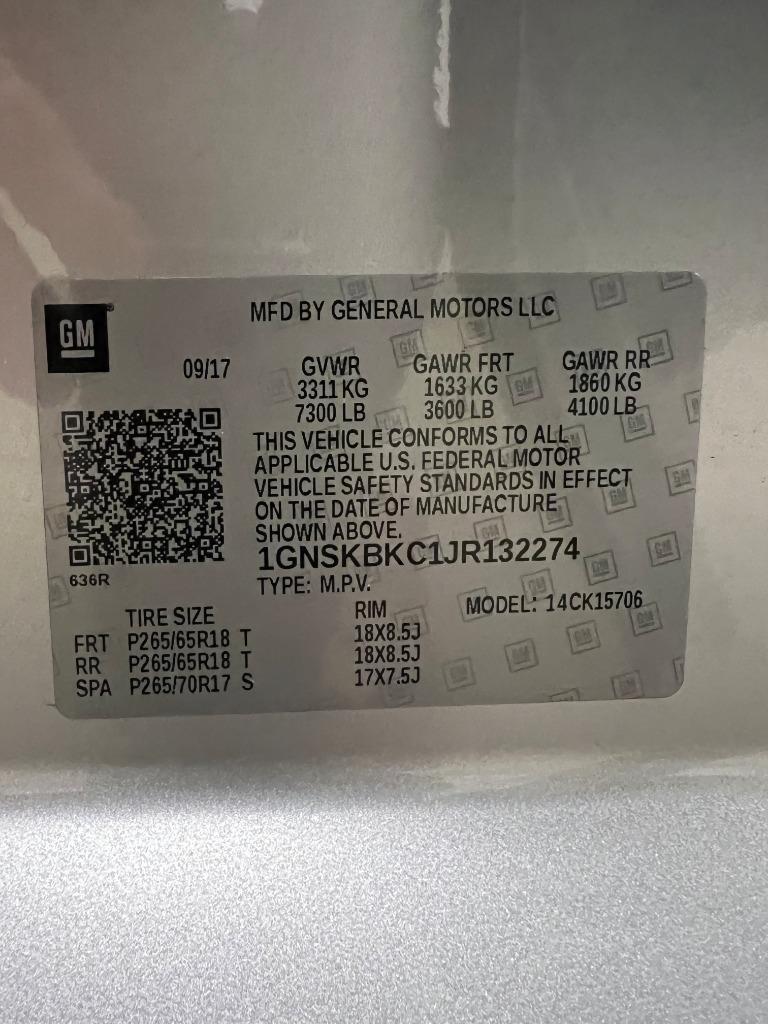 GM
MFD BY GENERAL MOTORS LLC
09/17 GVWR GAWR FRT GAWR RR
3311 KG 1633 KG 1860 KG
7300 LB 3600 LB 4100 LB
THIS VEHICLE CONFORMS TO ALL
APPLICABLE U.S. FEDERAL MOTOR
VEHICLE SAFETY STANDARDS IN EFFECT
ON THE DATE OF MANUFACTURE
SHOWN ABOVE.
1GNSKBKC1JR132274
636R
TYPE: M.P.V.
MODEL: 14CK15706
TIRE SIZE RIM
FRT P265/65R18 T 18X8.5J
RR P265/65R18 T 18X8.5J
SPA P265/70R17 S 17X7.5J